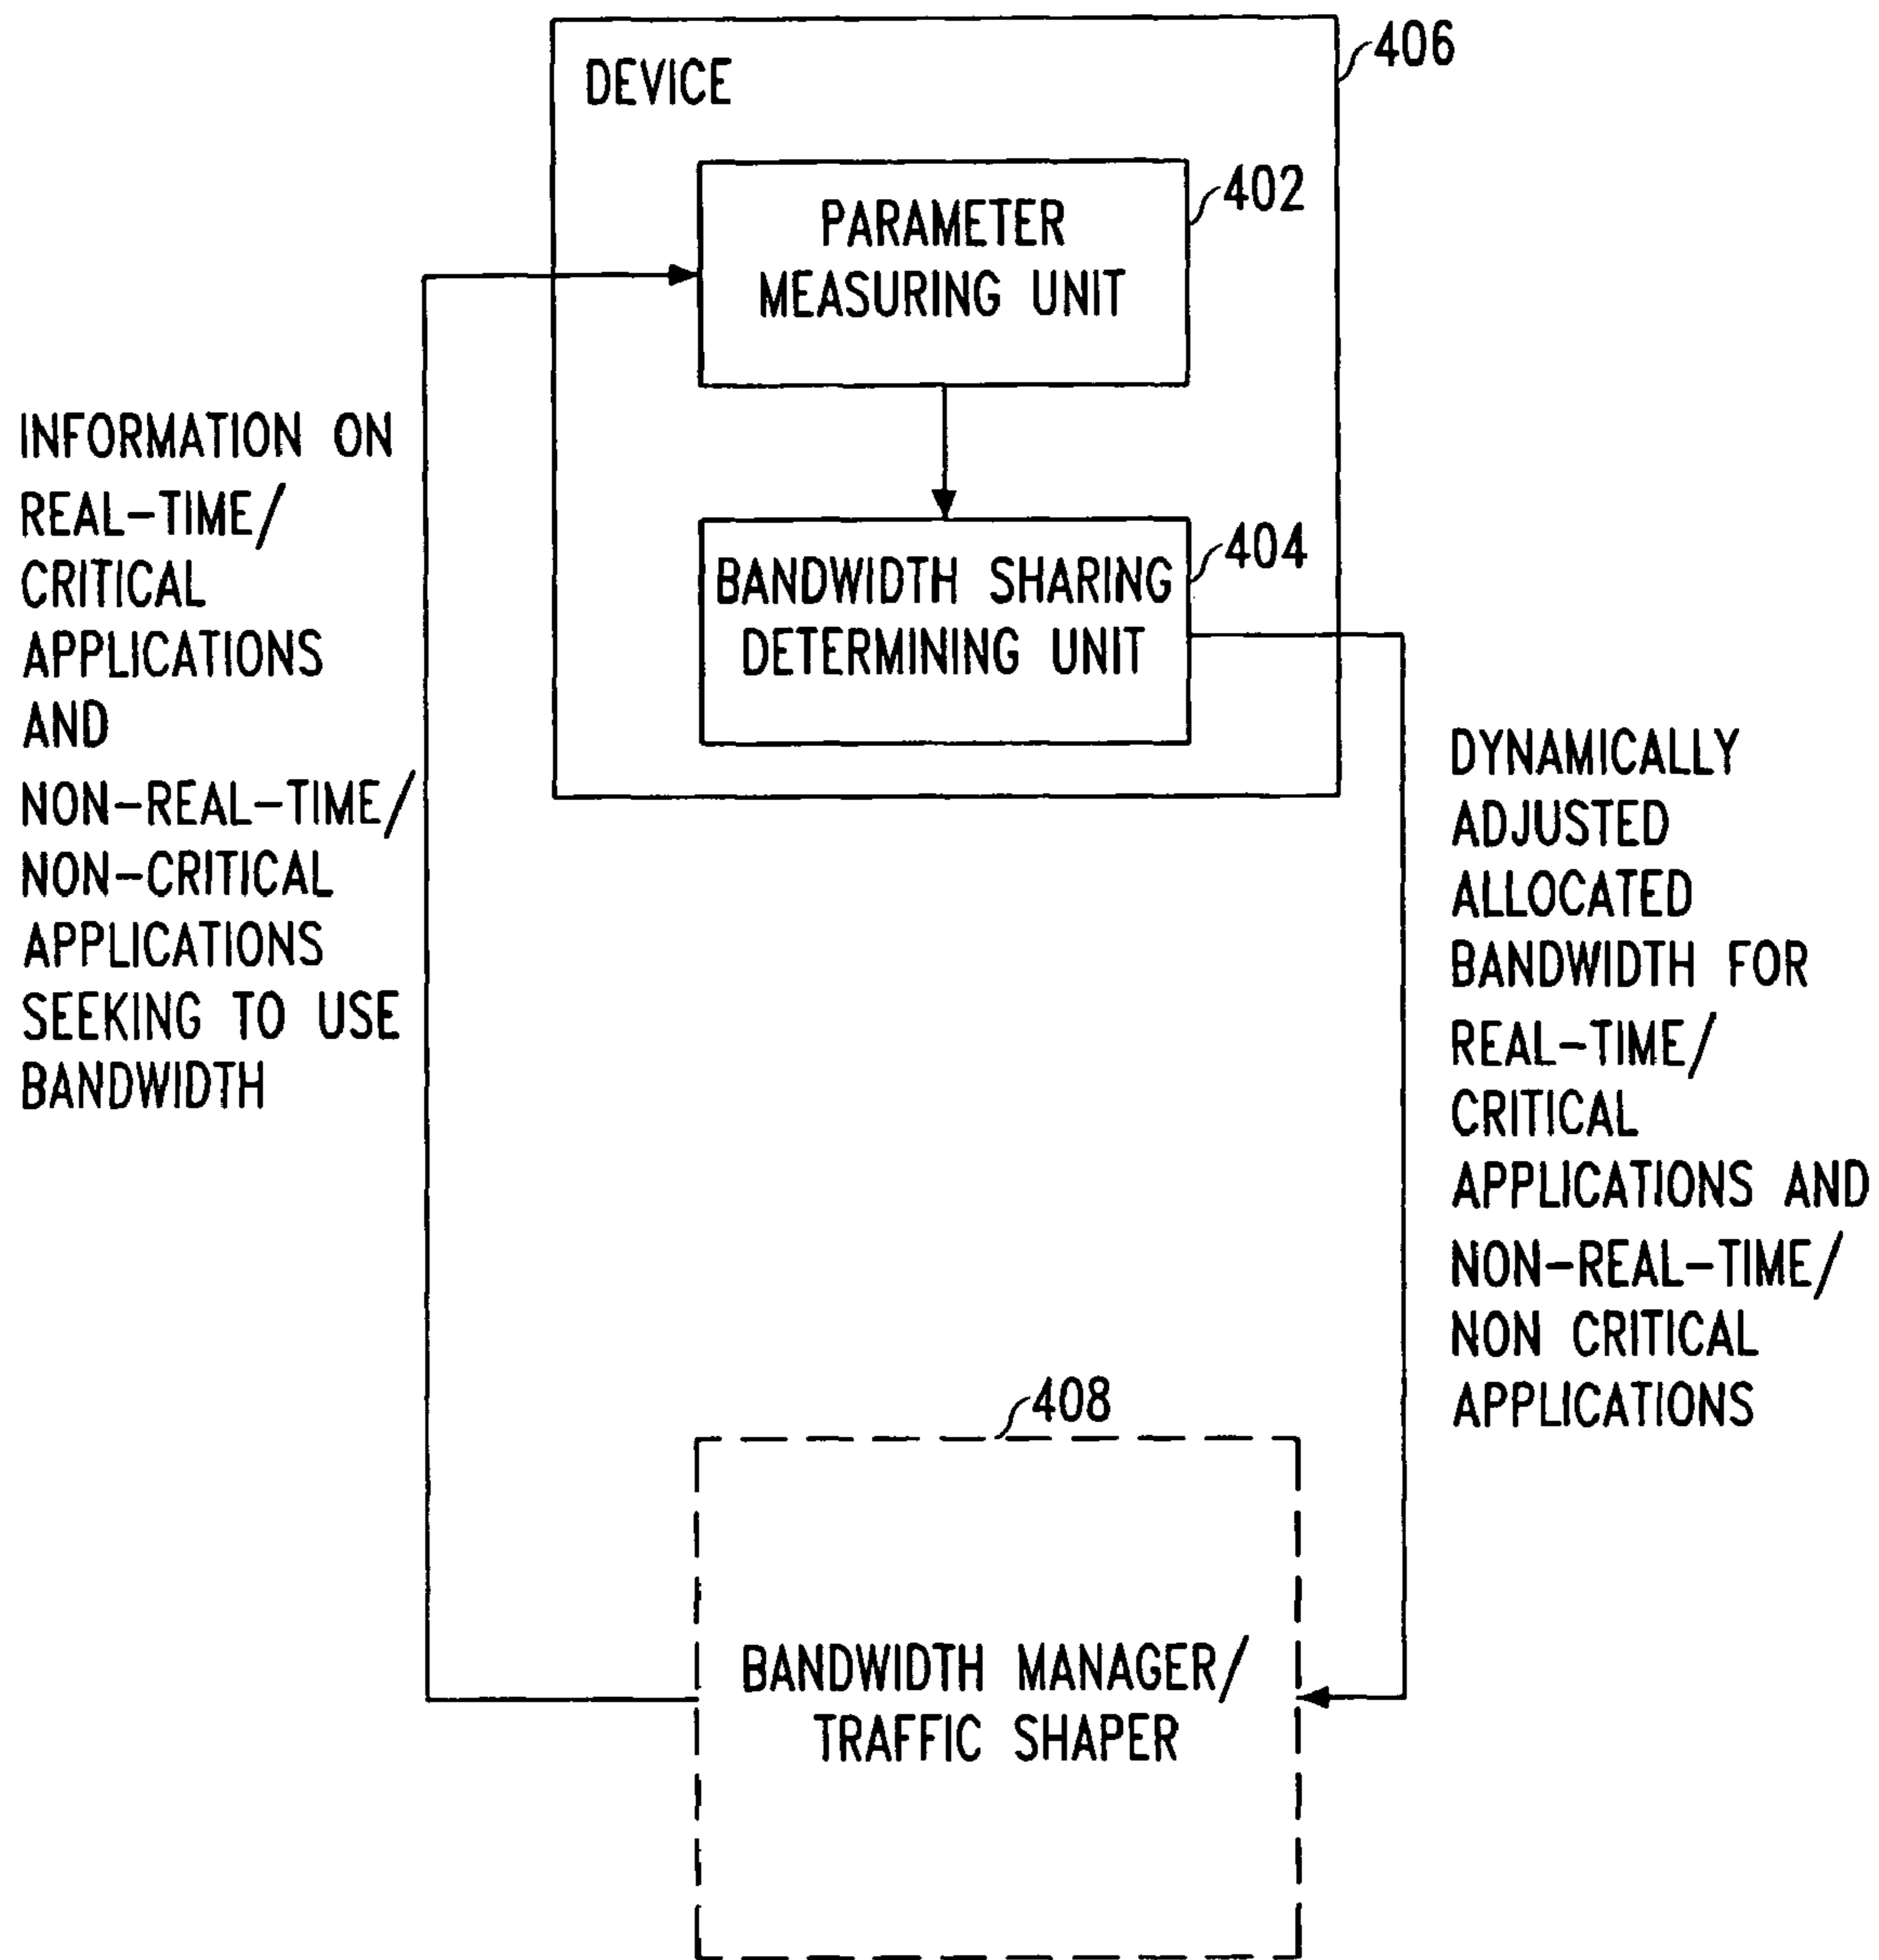 406
DEVICE
402
PARAMETER
MEASURING UNIT
404
BANDWIDTH SHARING
DETERMINING UNIT
INFORMATION ON
REAL-TIME/
CRITICAL
APPLICATIONS
AND
NON-REAL-TIME/
NON-CRITICAL
APPLICATIONS
SEEKING TO USE
BANDWIDTH
DYNAMICALLY
ADJUSTED
ALLOCATED
BANDWIDTH FOR
REAL-TIME/
CRITICAL
APPLICATIONS AND
NON-REAL-TIME/
NON CRITICAL
APPLICATIONS
408
BANDWIDTH MANAGER/
TRAFFIC SHAPER